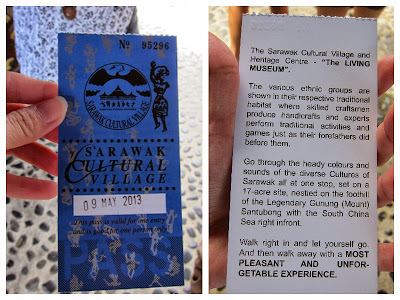 No 95296
SARAWAK CULTURAL VILLAGE
SARAWAK
CULTURAL
VILLAGE
09 MAY 2013
This pass is valid for one entry
and is good for one person only
PASS
The Sarawak Cultural Village and
Heritage Centre - "The LIVING
MUSEUM".
The various ethnic groups are
shown in their respective traditional
habitat where skilled craftsmen
produce handicrafts and experts
perform traditional activities and
games just as their forefathers did
before them.
Go through the heady colours and
sounds of the diverse Cultures of
Sarawak all at one stop, set on a
17-acre site, nestled on the foothill
of the Legendary Gunung (Mount)
Santubong with the South China
Sea right infront.
Walk right in and let yourself go.
And then walk away with a MOST
PLEASANT AND UNFOR-
GETABLE EXPERIENCE.